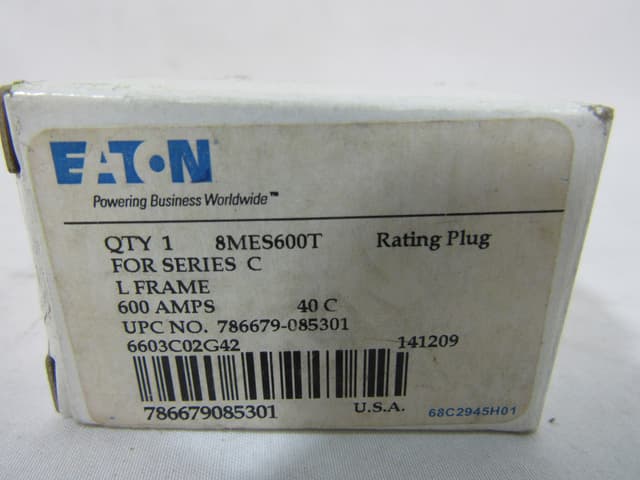 EATON
Powering Business Worldwide™
QTY 1 8MES600T Rating Plug
FOR SERIES C
L FRAME
600 AMPS 40 C
UPC NO. 786679-085301
6603C02G42 141209
786679085301 U.S.A. 68C2945H01